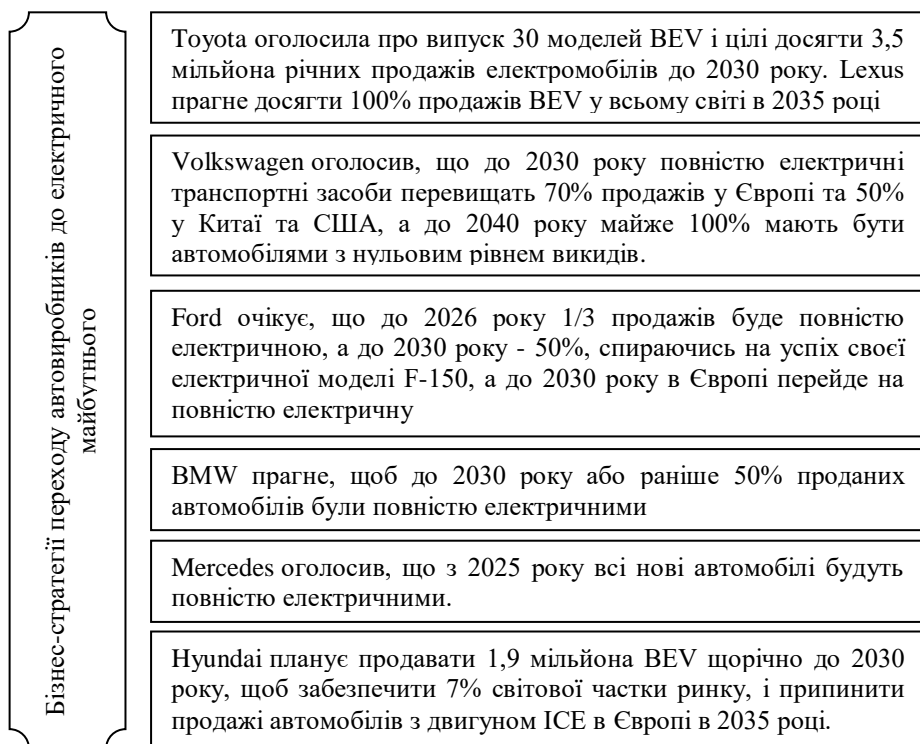 Бізнес-стратегії переходу автовиробників до електричного
майбутнього
Toyota оголосила про випуск 30 моделей BEV і цілі досягти 3,5
мільйона річних продажів електромобілів до 2030 року. Lexus
прагне досягти 100% продажів BEV у всьому світі в 2035 році
Volkswagen оголосив, що до 2030 року повністю електричні
транспортні засоби перевищать 70% продажів у Європі та 50%
у Китаї та США, а до 2040 року майже 100% мають бути
автомобілями з нульовим рівнем викидів.
Ford очікує, що до 2026 року 1/3 продажів буде повністю
електричною, а до 2030 року - 50%, спираючись на успіх своєї
електричної моделі F-150, а до 2030 року в Європі перейде на
повністю електричну
BMW прагне, щоб до 2030 року або раніше 50% проданих
автомобілів були повністю електричними
Mercedes оголосив, що з 2025 року всі нові автомобілі будуть
повністю електричними.
Hyundai планує продавати 1,9 мільйона BEV щорічно до 2030
року, щоб забезпечити 7% світової частки ринку, і припинити
продажі автомобілів з двигуном ICE в Європі в 2035 році.